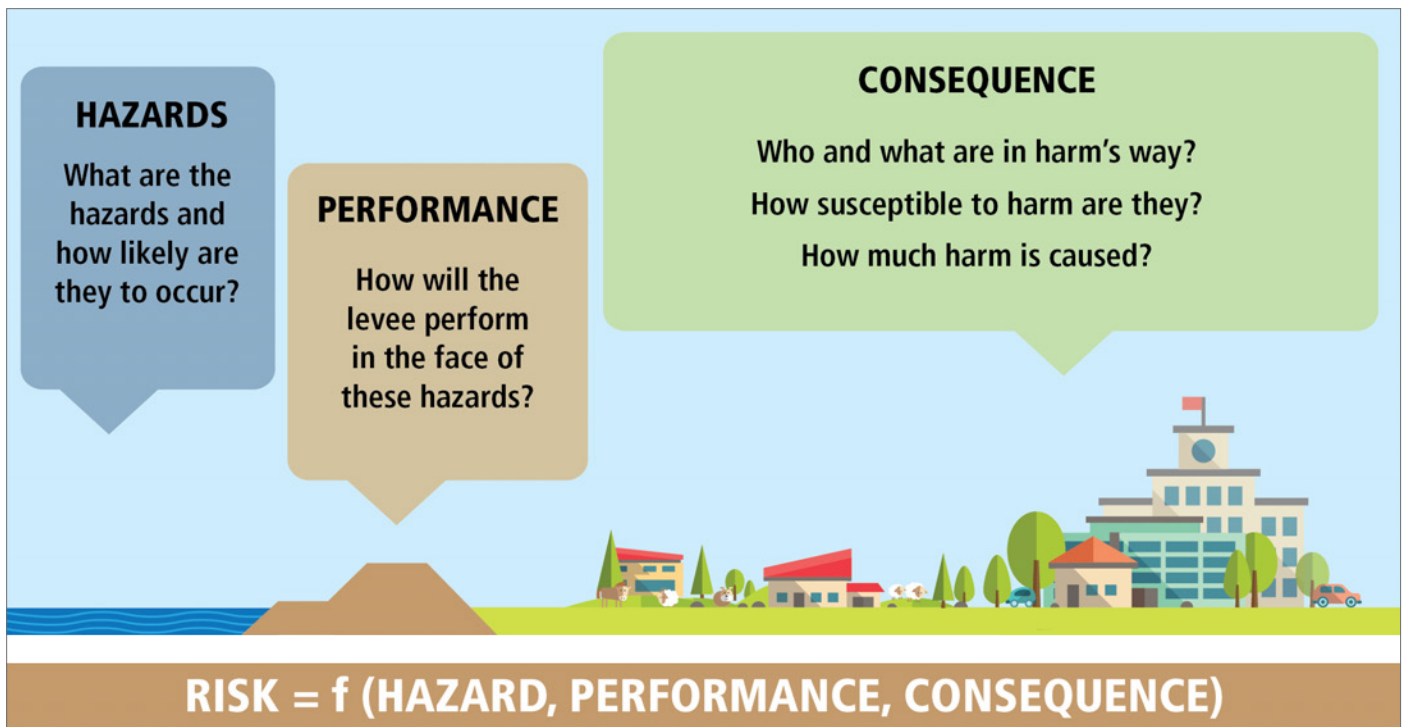 HAZARDS
What are the
hazards and
how likely are
they to occur?
PERFORMANCE
How will the
levee perform
in the face of
these hazards?
CONSEQUENCE
Who and what are in harm’s way?
How susceptible to harm are they?
How much harm is caused?
RISK = f (HAZARD, PERFORMANCE, CONSEQUENCE)